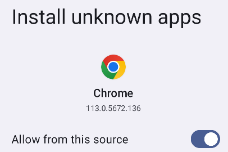 Install unknown apps
Chrome
113.0.5672.136
Allow from this source